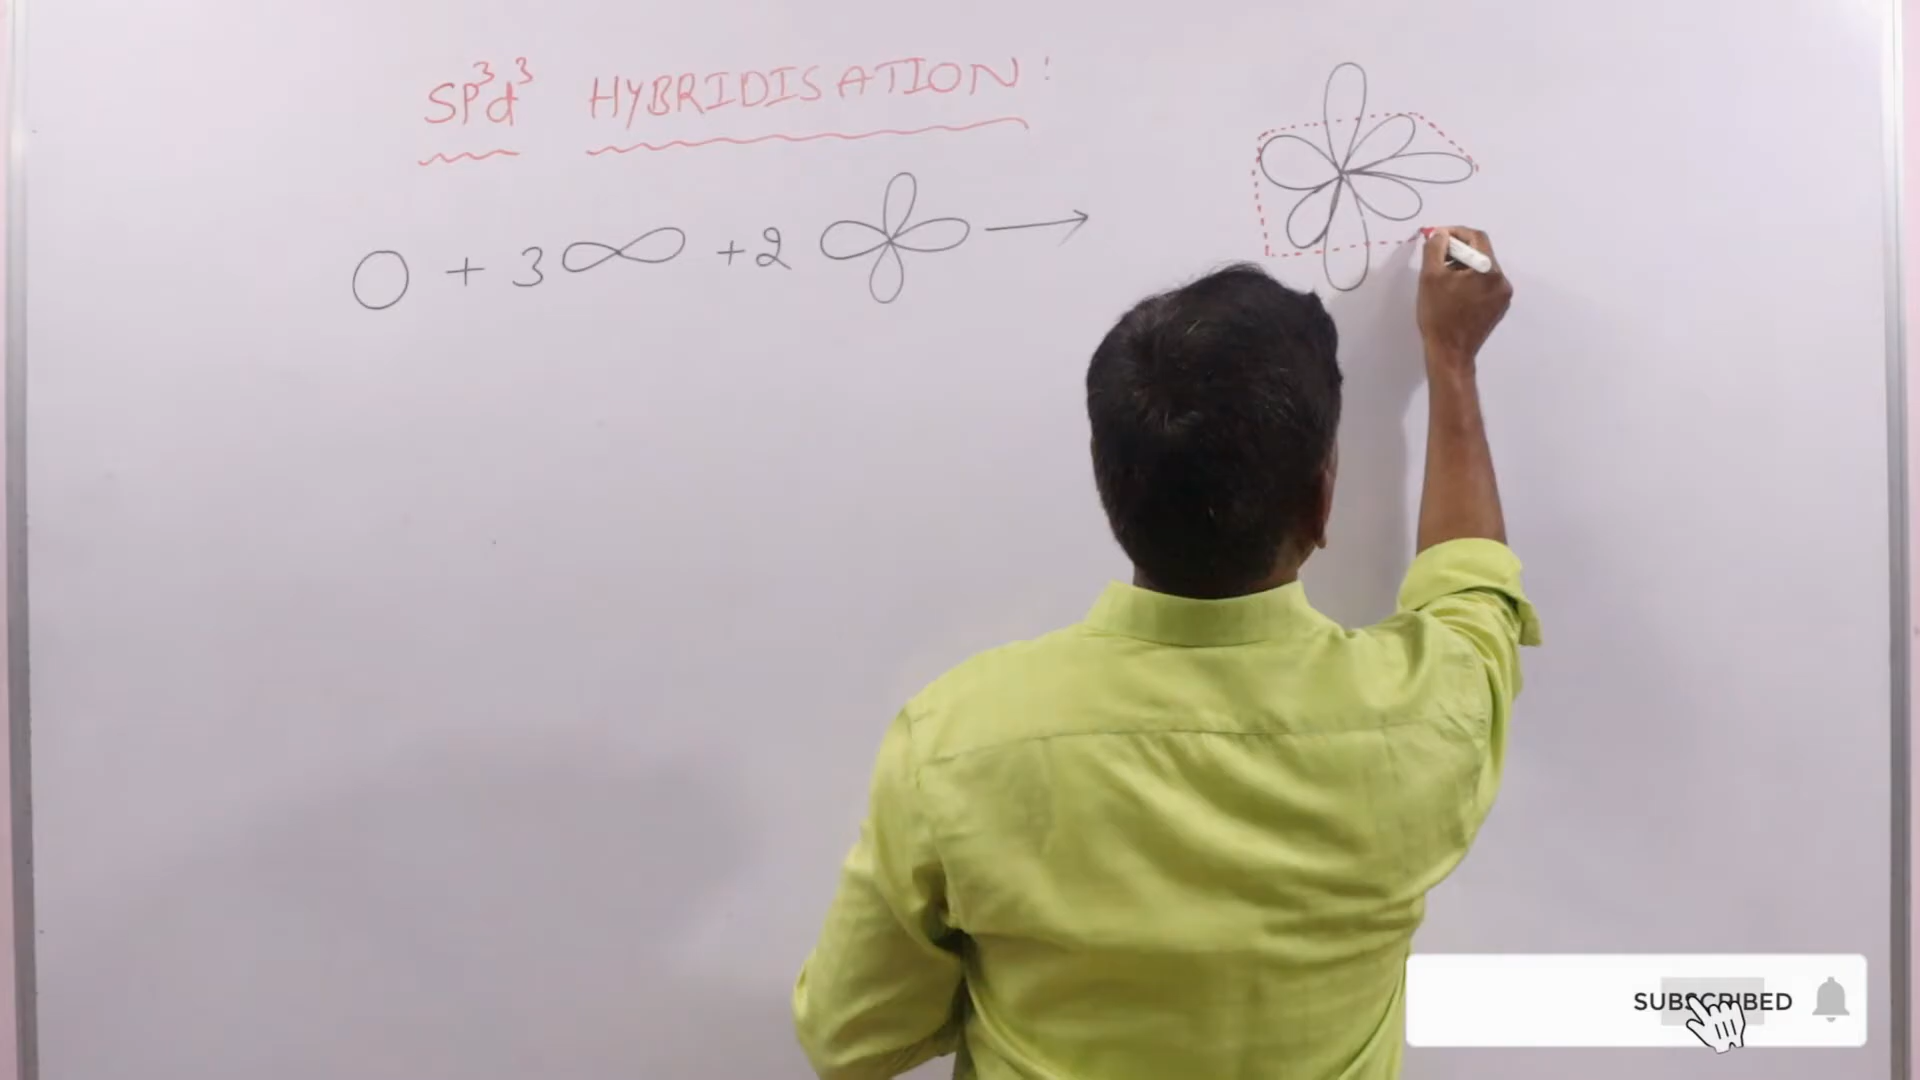 SP³d³ HYBRIDISATION:
O + 3 + 2 →
SUBSCRIBED